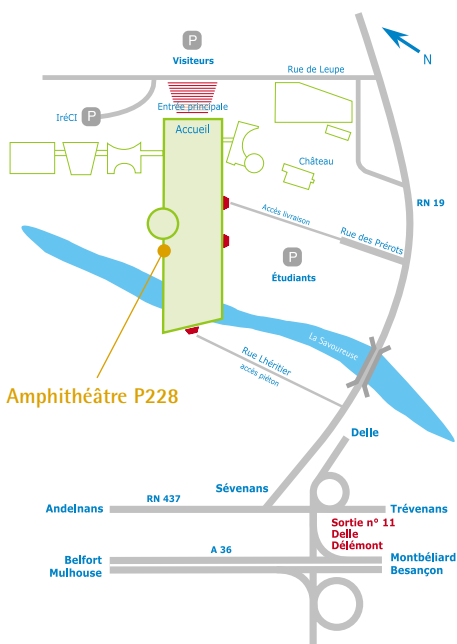 P
Visiteurs
N
Rue de Leupe
IréCI
P
Entrée principale
Accueil
Château
RN 19
Accès livraison
Rue des Prérots
P
Étudiants
La Savoureuse
Rue Lhéritier
accès piéton
Amphithéâtre P228
Delle
Sévenans
RN 437
Andelnans
Trévenans
Sortie n° 11
Delle
Délémont
A 36
Belfort
Mulhouse
Montbéliard
Besançon